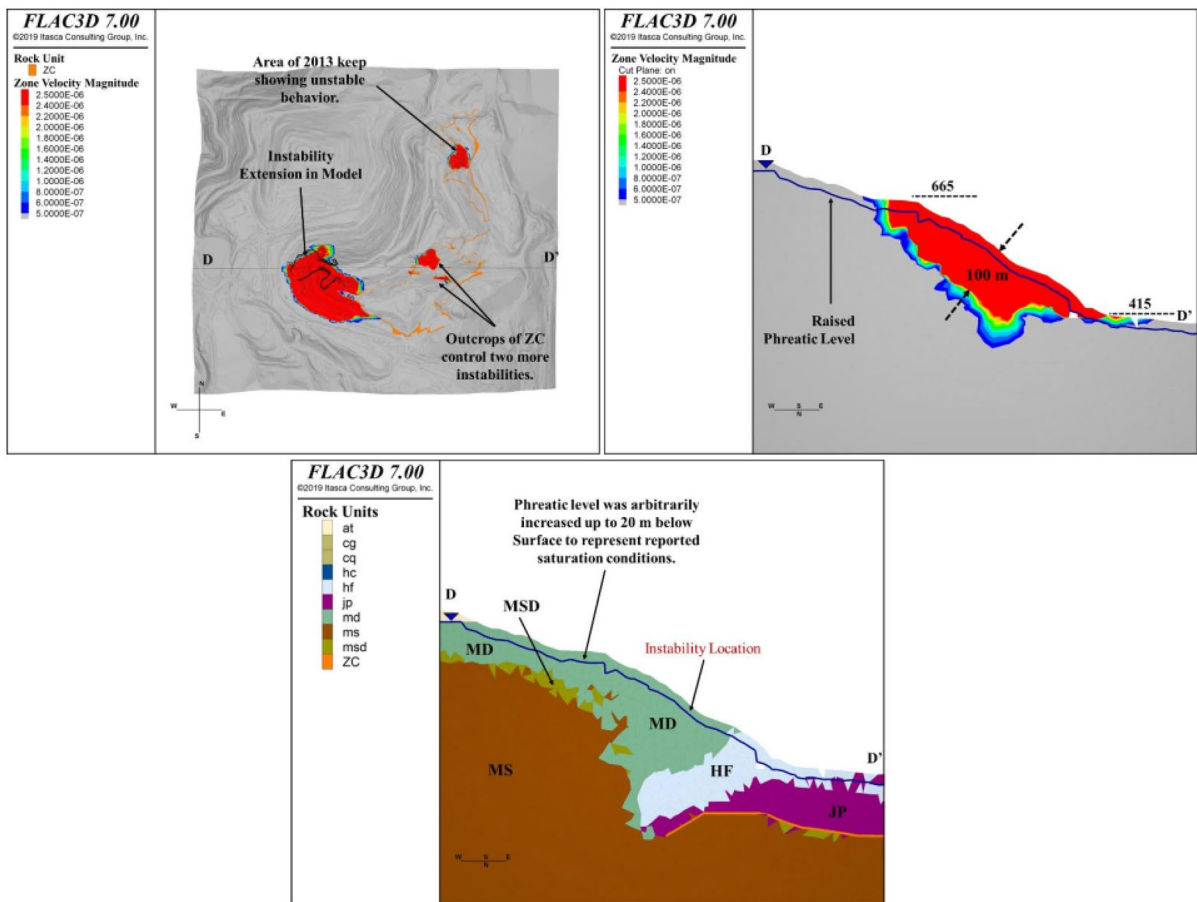 FLAC3D 7.00
©2019 Itasca Consulting Group, Inc.
Rock Unit
ZC
Zone Velocity Magnitude
2.5000E-06
2.4000E-06
2.2000E-06
2.0000E-06
1.8000E-06
1.6000E-06
1.4000E-06
1.2000E-06
1.0000E-06
8.0000E-07
6.0000E-07
5.0000E-07
Area of 2013 keep
showing unstable
behavior.
Instability
Extension in Model
D
D'
Outcrops of ZC
control two more
instabilities.
N
W
E
S
FLAC3D 7.00
©2019 Itasca Consulting Group, Inc.
Zone Velocity Magnitude
Cut Plane: on
2.5000E-06
2.4000E-06
2.2000E-06
2.0000E-06
1.8000E-06
1.6000E-06
1.4000E-06
1.2000E-06
1.0000E-06
8.0000E-07
6.0000E-07
5.0000E-07
D
665
100 m
415
D'
Raised
Phreatic Level
W S E
N
FLAC3D 7.00
©2019 Itasca Consulting Group, Inc.
Rock Units
at
cg
cq
hc
hf
jp
md
ms
msd
ZC
Phreatic level was arbitrarily
increased up to 20 m below
Surface to represent reported
saturation conditions.
D
MSD
Instability Location
MD
MD
D'
MS
HF
JP
W S E
N